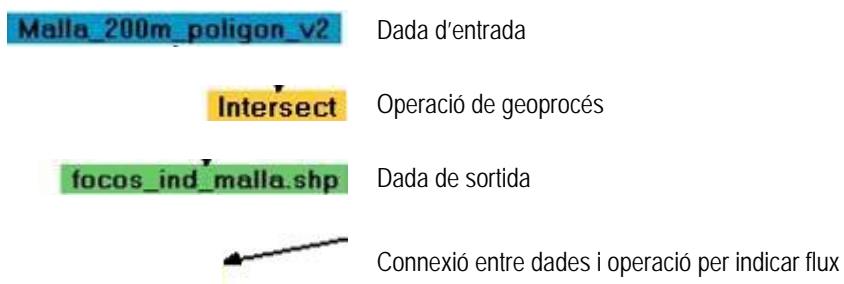 Malla_200m_poligon_v2 Dada d'entrada
Intersect Operació de geoprocés
focos_ind_malla.shp Dada de sortida
Connexió entre dades i operació per indicar flux